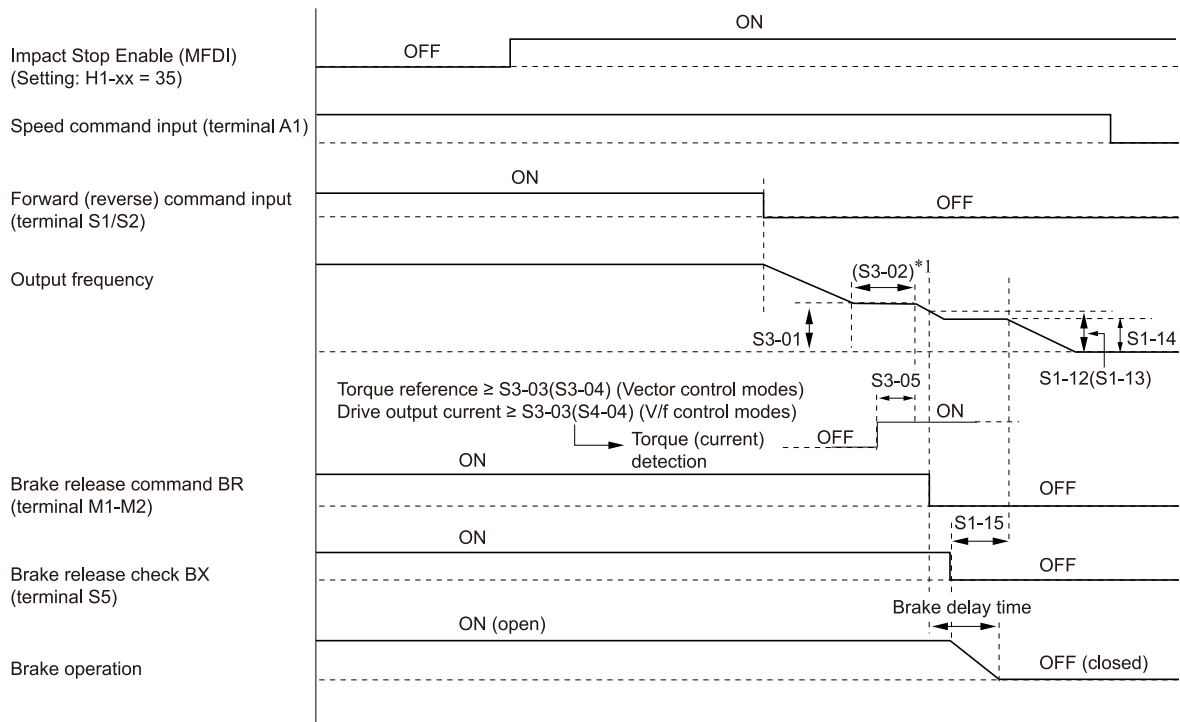 ON
Impact Stop Enable (MFDI)
(Setting: H1-xx = 35)
OFF
Speed command input (terminal A1)
Forward (reverse) command input
(terminal S1/S2)
ON
OFF
Output frequency
(S3-02)*1
S3-01
S1-14
S1-12(S1-13)
S3-05
Torque reference ≥ S3-03(S3-04) (Vector control modes)
Drive output current ≥ S3-03(S4-04) (V/f control modes)
Torque (current)
detection
OFF
ON
Brake release command BR
(terminal M1-M2)
ON
OFF
S1-15
Brake release check BX
(terminal S5)
ON
OFF
Brake delay time
Brake operation
ON (open)
OFF (closed)